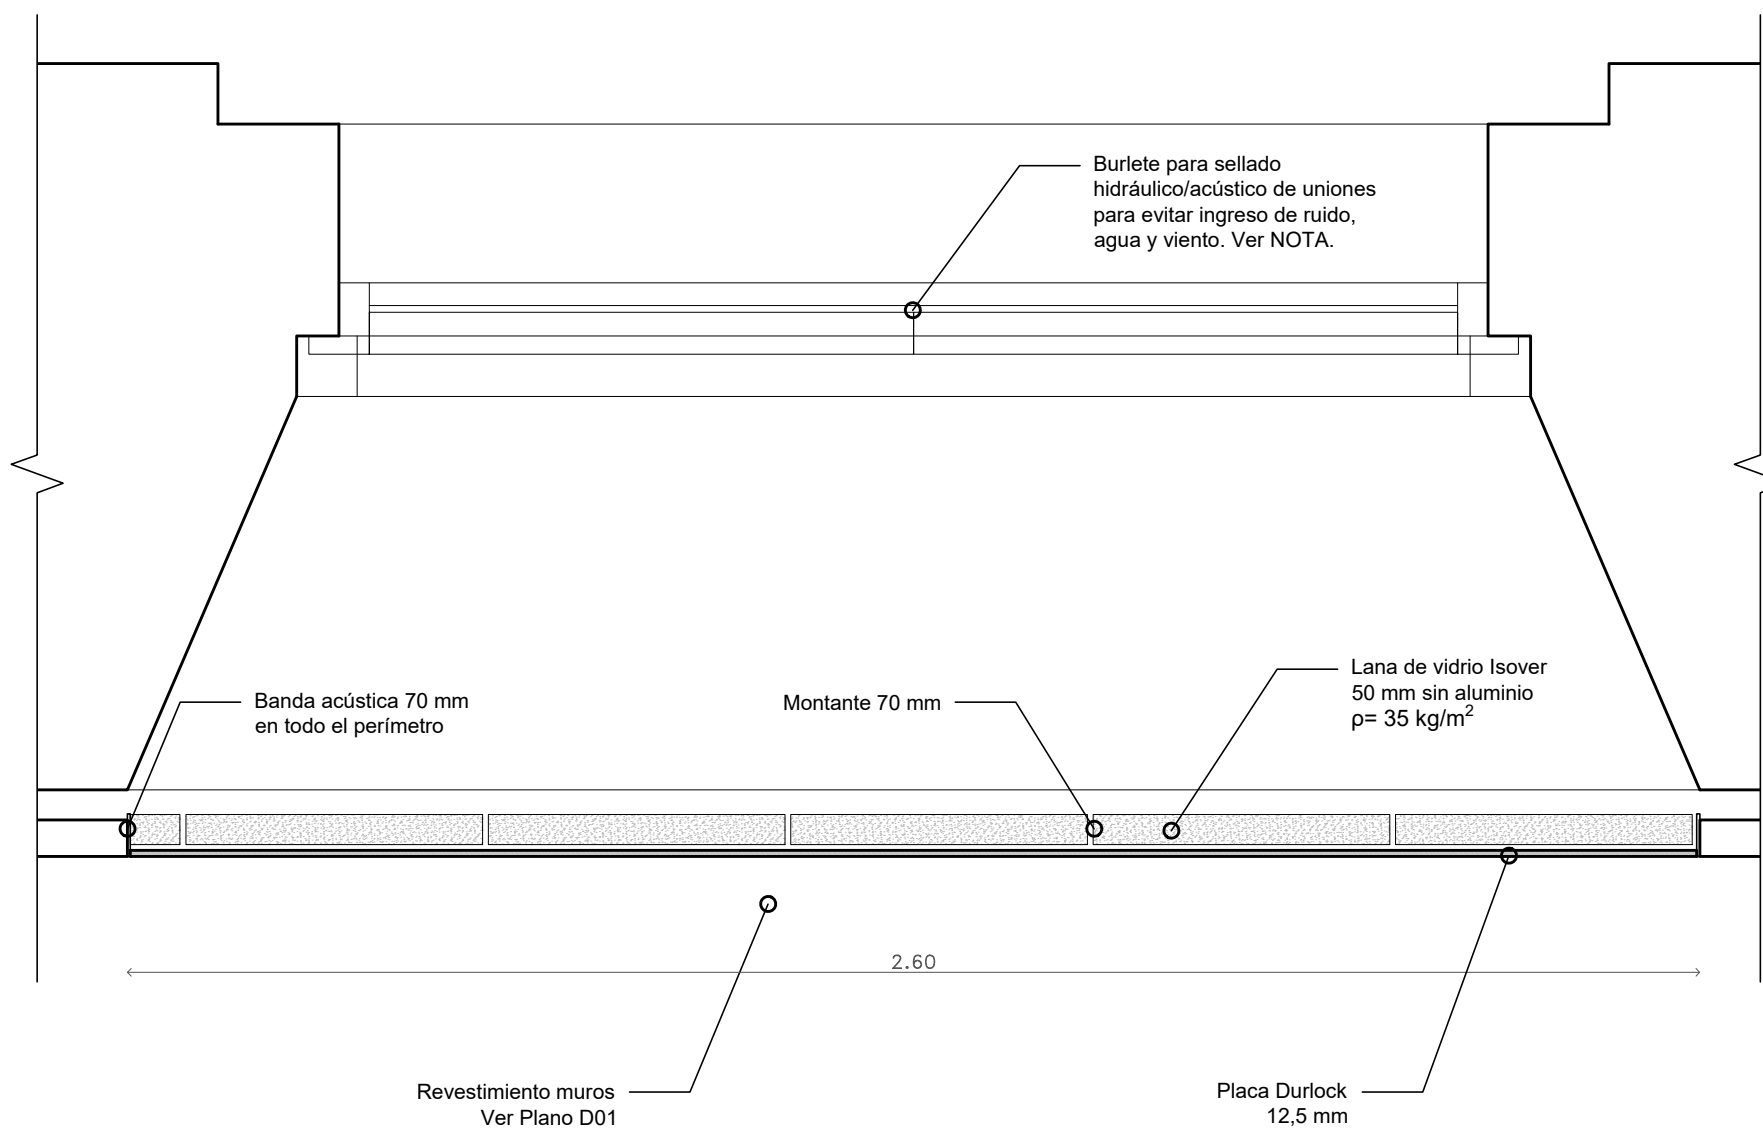 Burlete para sellado
hidráulico/acústico de uniones
para evitar ingreso de ruido,
agua y viento. Ver NOTA.
Lana de vidrio Isover
50 mm sin aluminio
ρ= 35 kg/m²
Banda acústica 70 mm
en todo el perímetro
Montante 70 mm
2.60
Revestimiento muros
Ver Plano D01
Placa Durlock
12,5 mm